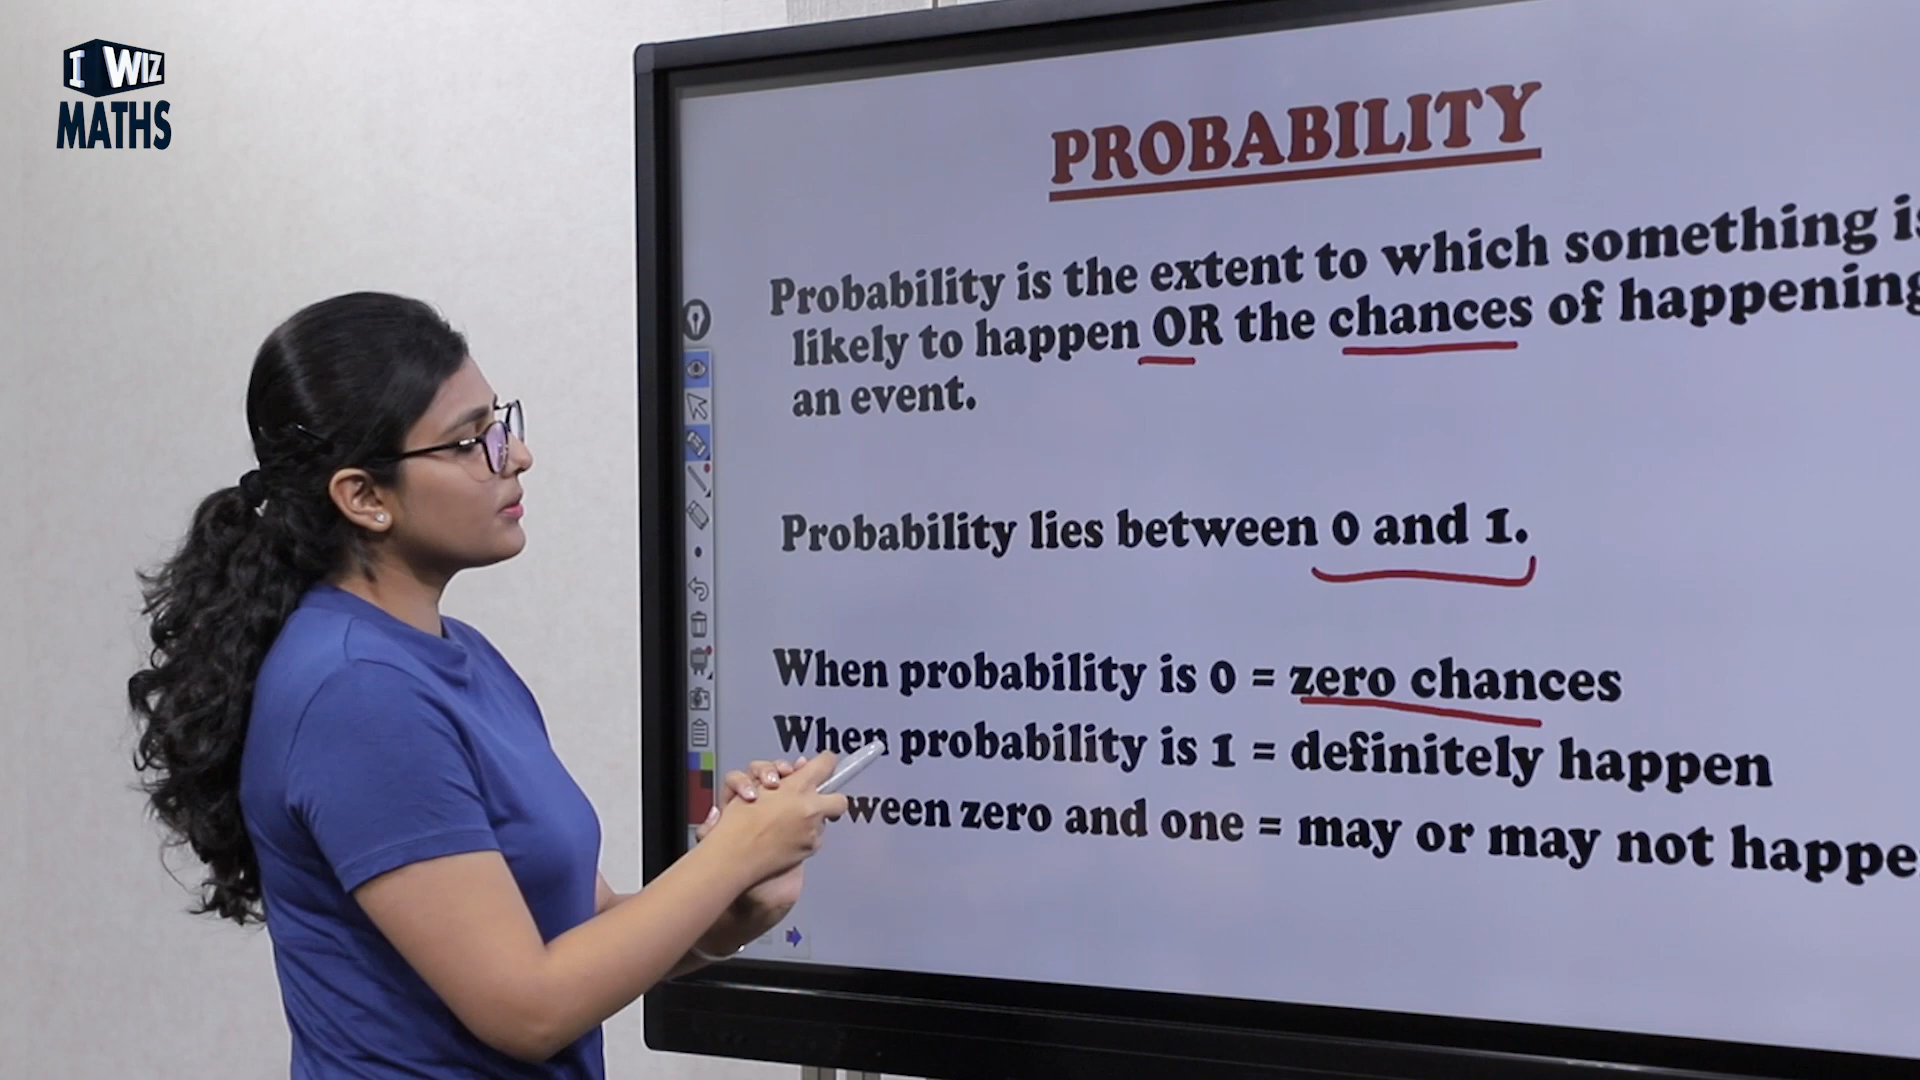 I WIZ
MATHS
PROBABILITY
Probability is the extent to which something is
likely to happen OR the chances of happening
an event.
Probability lies between 0 and 1.
When probability is 0 = zero chances
When probability is 1 = definitely happen
zero and one = may or may not